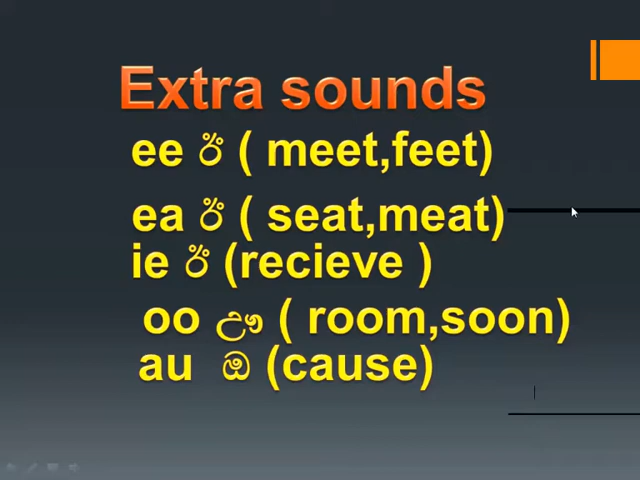 Extra sounds
ee ඊ ( meet,feet)
ea ඊ ( seat,meat)
ie ඊ (recieve )
oo ඌ ( room,soon)
au ඔ (cause)